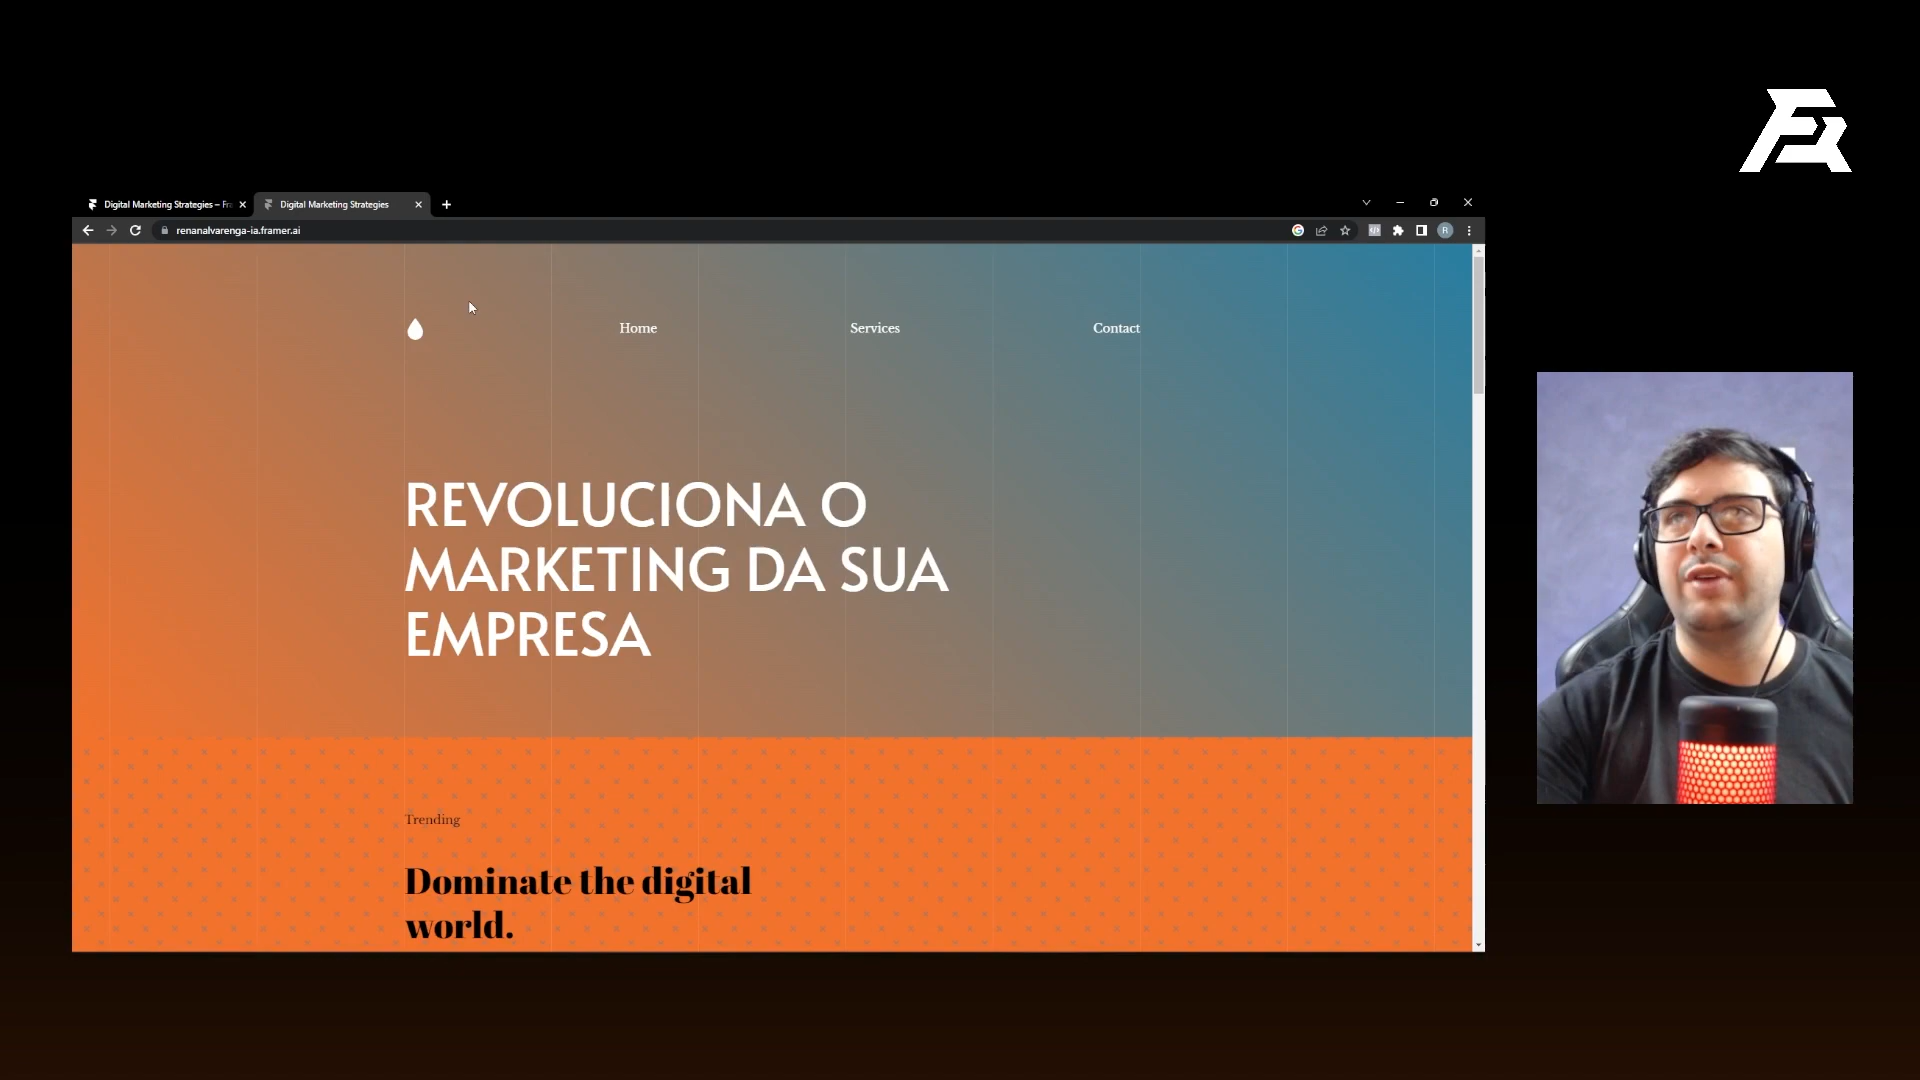 Digital Marketing Strategies – Fra
Digital Marketing Strategies
renanalvarenga-ia.framer.ai
R
Home
Services
Contact
REVOLUCIONA O
MARKETING DA SUA
EMPRESA
Trending
Dominate the digital
world.